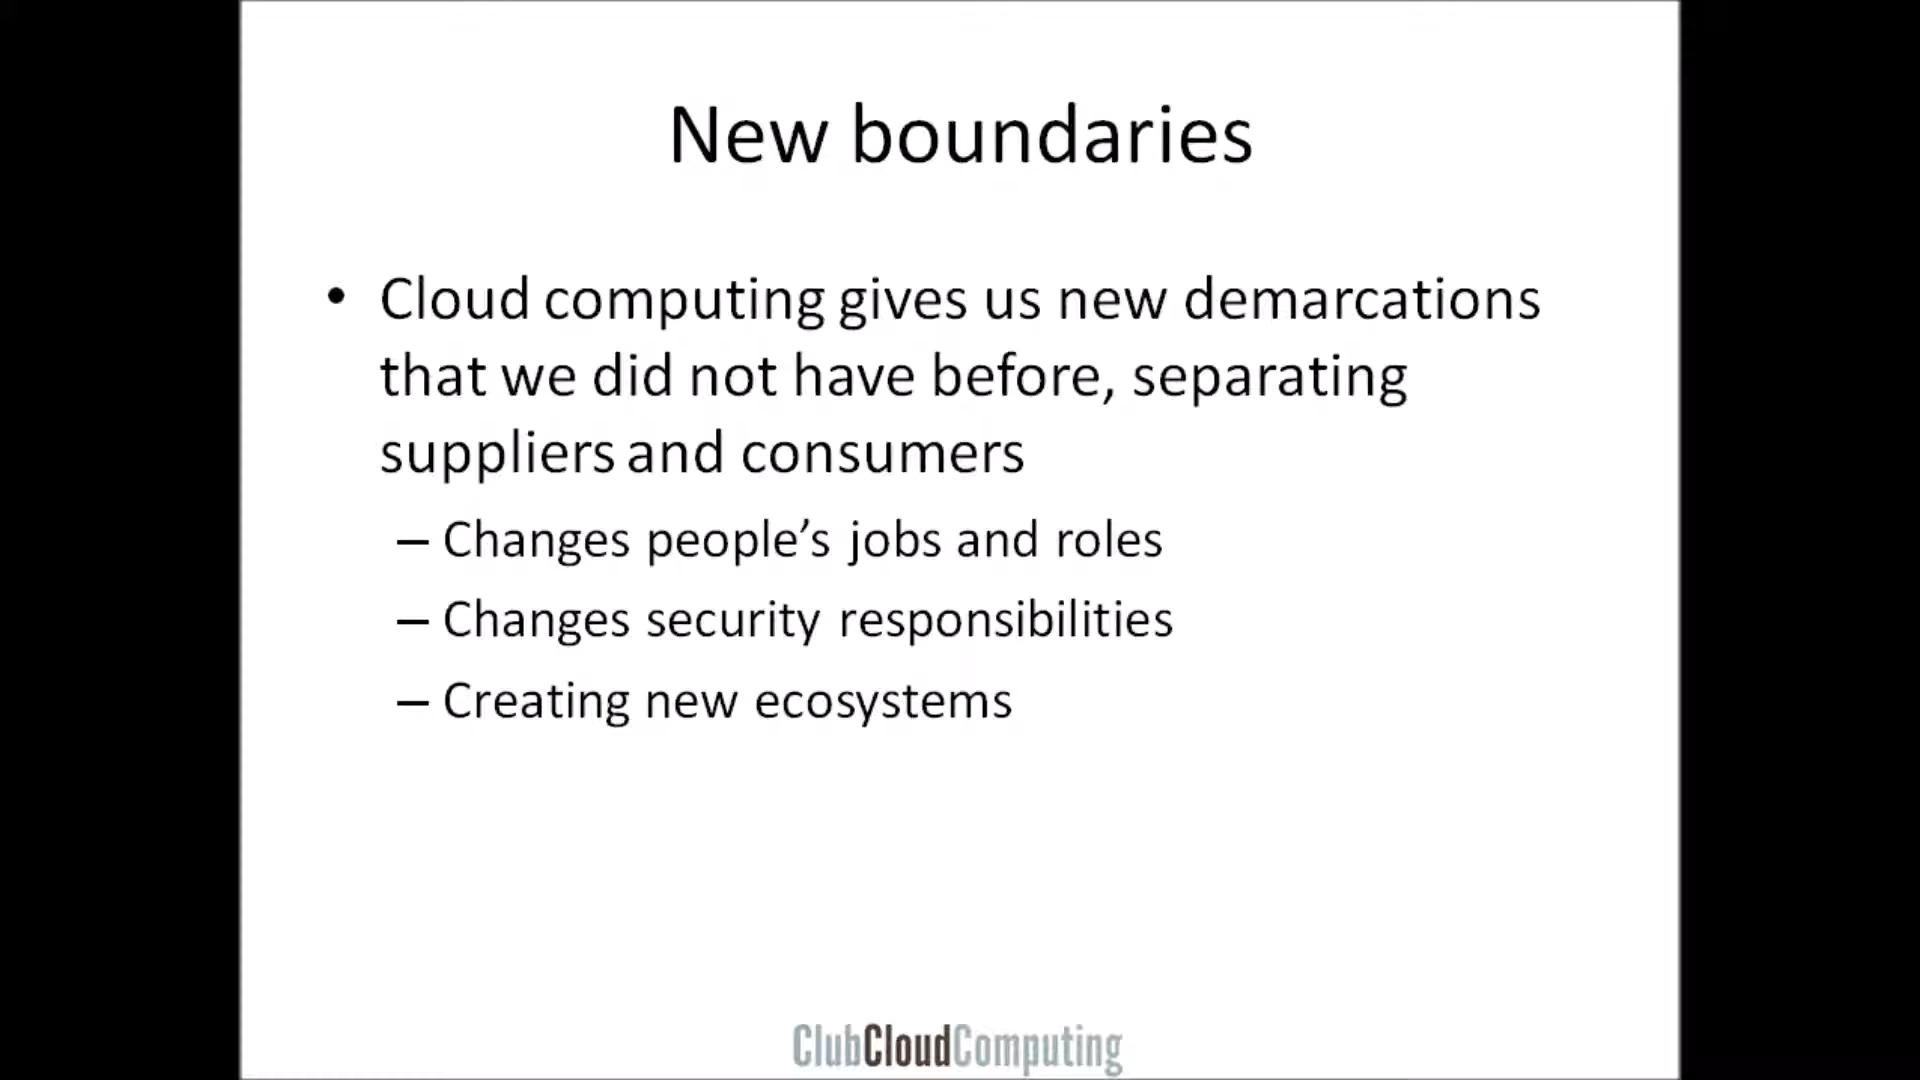 New boundaries
• Cloud computing gives us new demarcations
that we did not have before, separating
suppliers and consumers
– Changes people’s jobs and roles
– Changes security responsibilities
– Creating new ecosystems
ClubCloudComputing